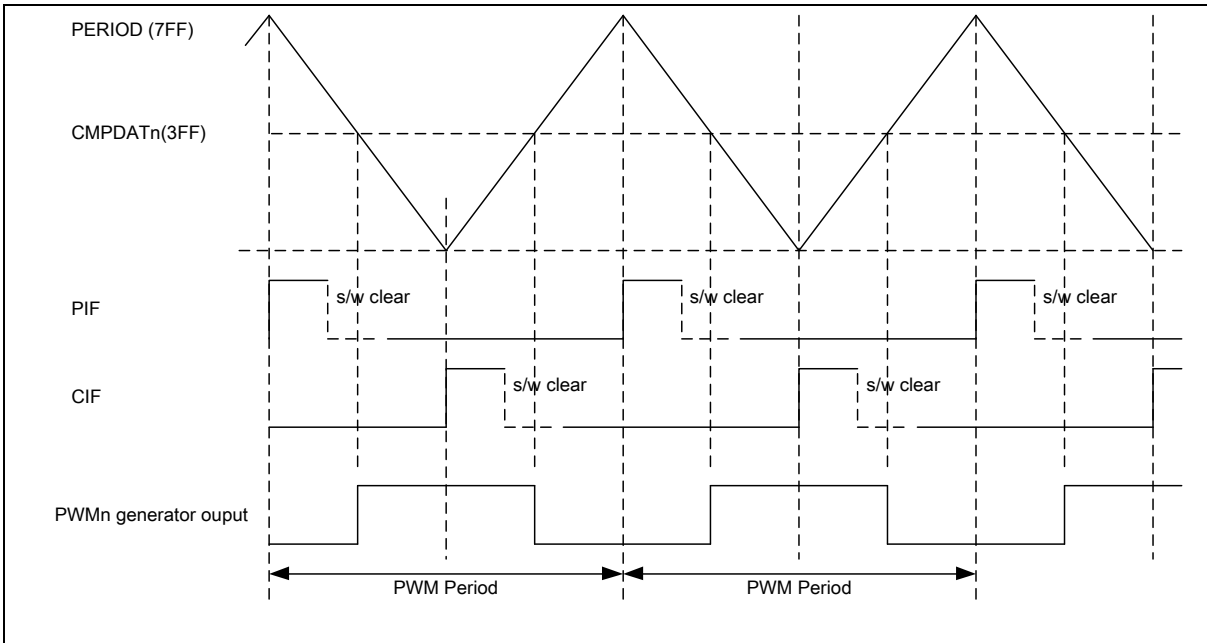 PERIOD (7FF)
CMPDATn(3FF)
PIF
s/w clear
s/w clear
s/w clear
CIF
s/w clear
s/w clear
PWMn generator ouput
PWM Period
PWM Period